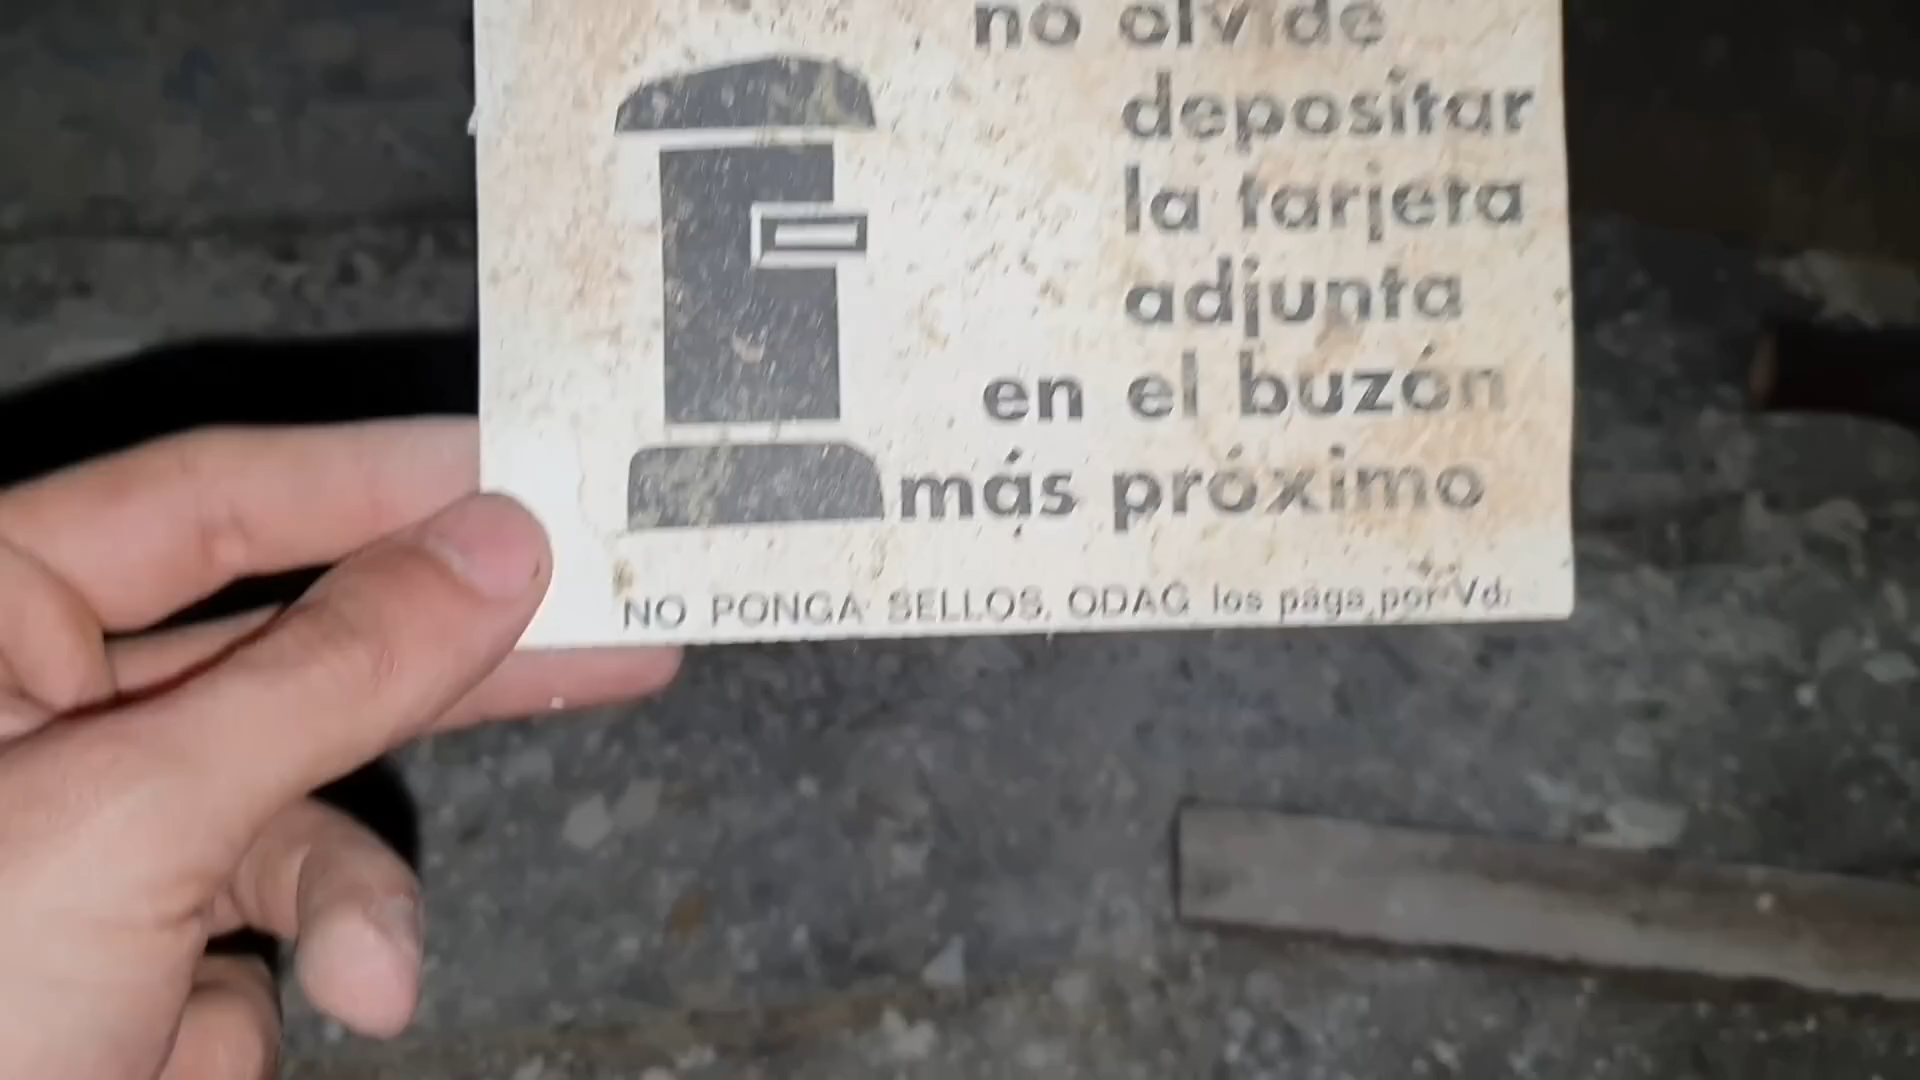 no olvide
depositar
la tarjeta
adjunta
en el buzón
más próximo
NO PONGA SELLOS, ODAG los paga por Vd.